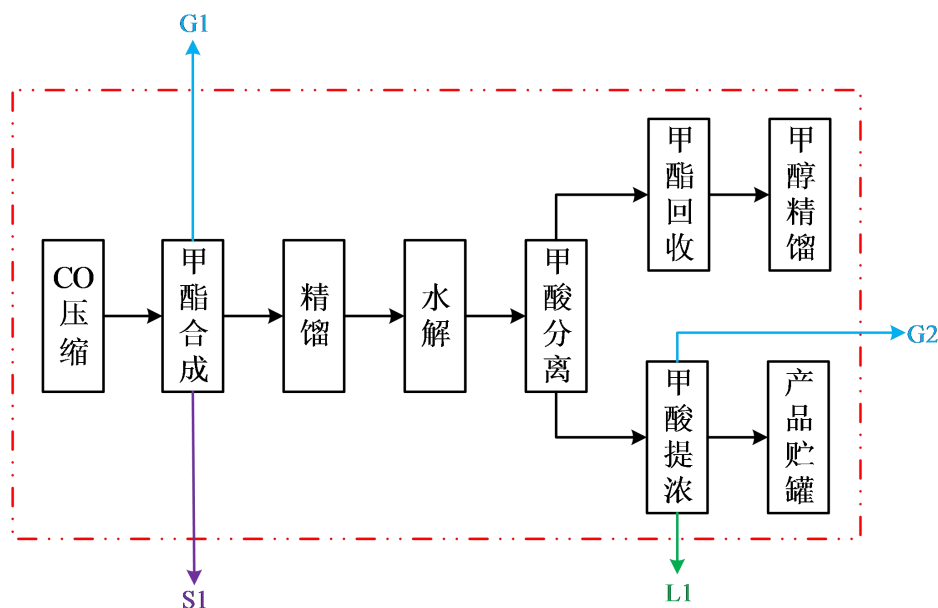 G1
CO压缩
甲酯合成
精馏
水解
甲酸分离
甲酯回收
甲醇精馏
G2
甲酸提浓
产品贮罐
S1
L1